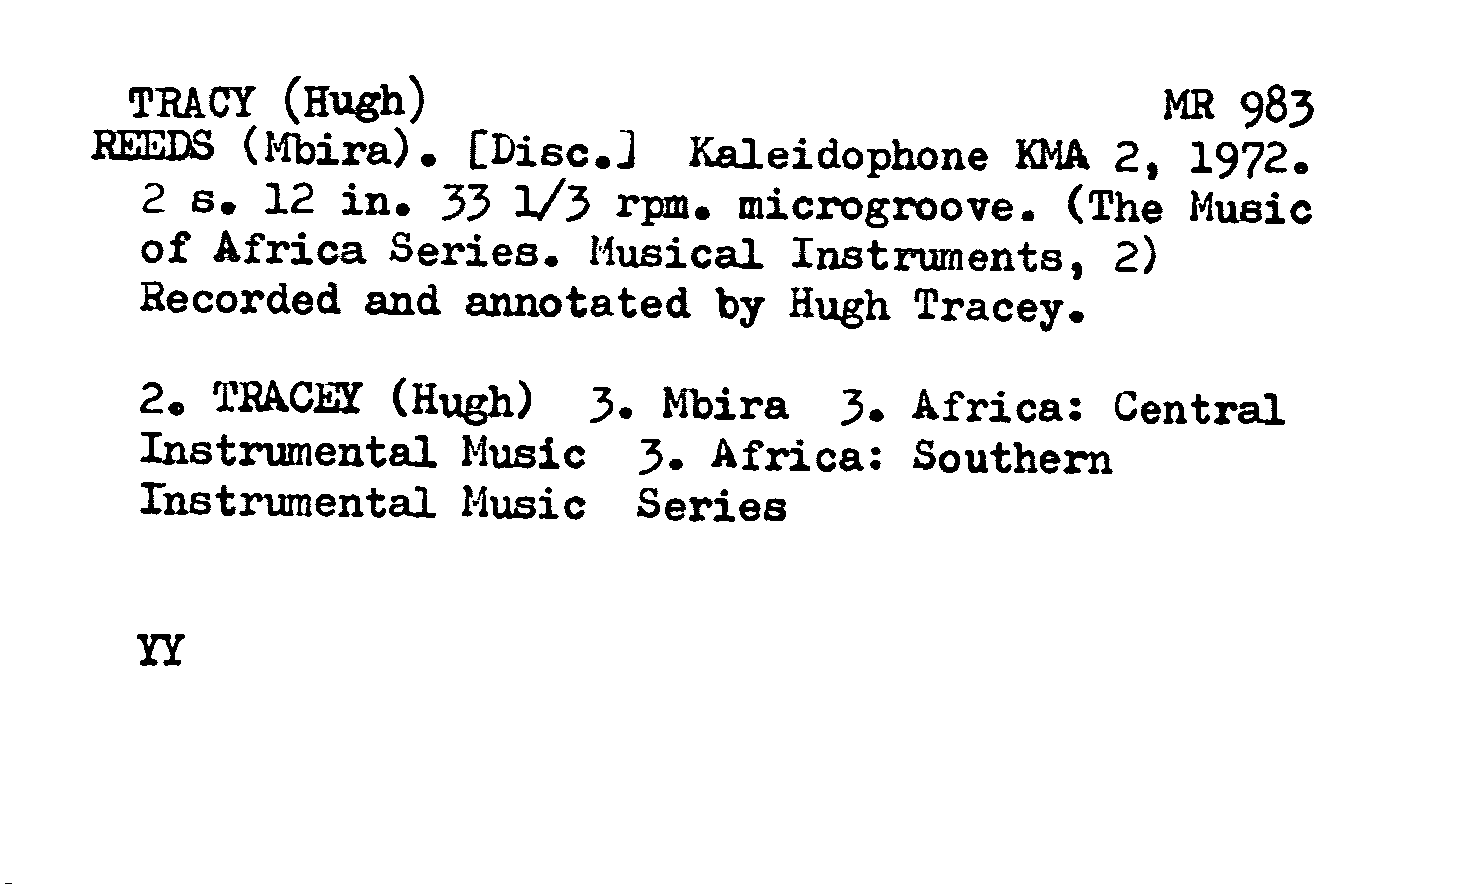 TRACY (Hugh) MR 983
REEDS (Mbira). [Disc.] Kaleidophone KMA 2, 1972.
2 s. 12 in. 33 1/3 rpm. microgroove. (The Music
of Africa Series. Musical Instruments, 2)
Recorded and annotated by Hugh Tracey.
2. TRACEY (Hugh) 3. Mbira 3. Africa: Central
Instrumental Music 3. Africa: Southern
Instrumental Music Series
YY